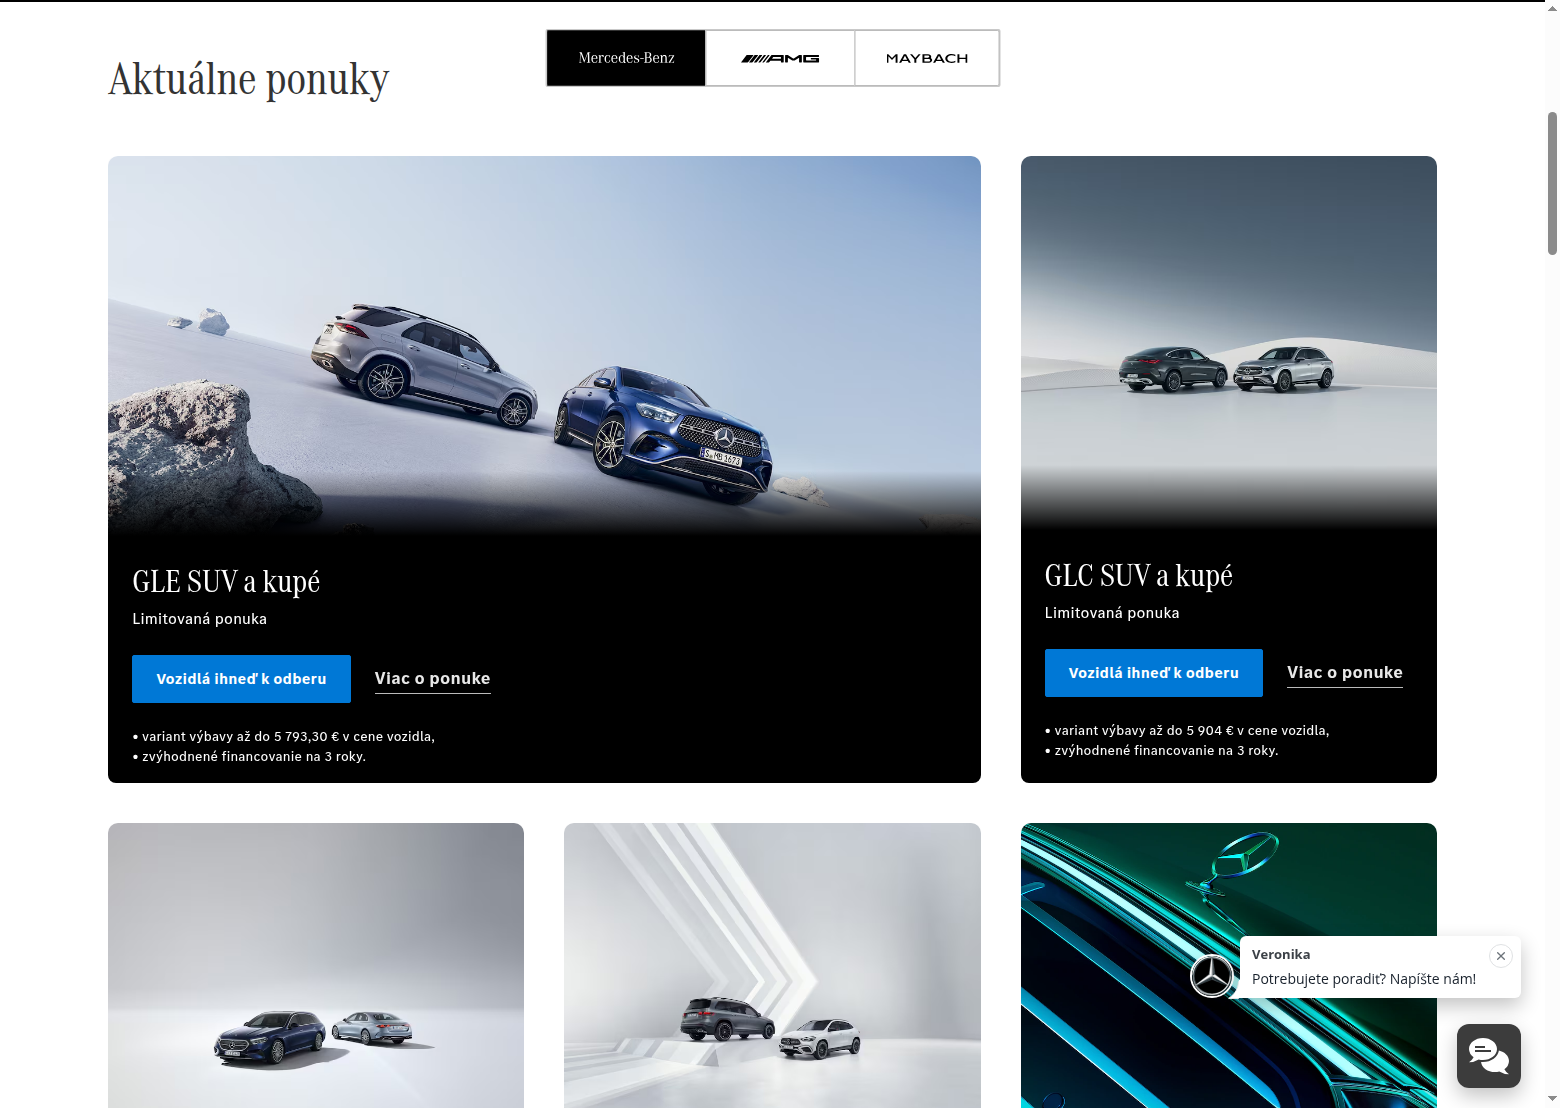 Aktuálne ponuky
Mercedes-Benz
AMG
MAYBACH
S MB 1673
GLE SUV a kupé
Limitovaná ponuka
Vozidlá ihneď k odberu
Viac o ponuke
• variant výbavy až do 5 793,30 € v cene vozidla,
• zvýhodnené financovanie na 3 roky.
GLC SUV a kupé
Limitovaná ponuka
Vozidlá ihneď k odberu
Viac o ponuke
• variant výbavy až do 5 904 € v cene vozidla,
• zvýhodnené financovanie na 3 roky.
Veronika
Potrebujete poradiť? Napíšte nám!